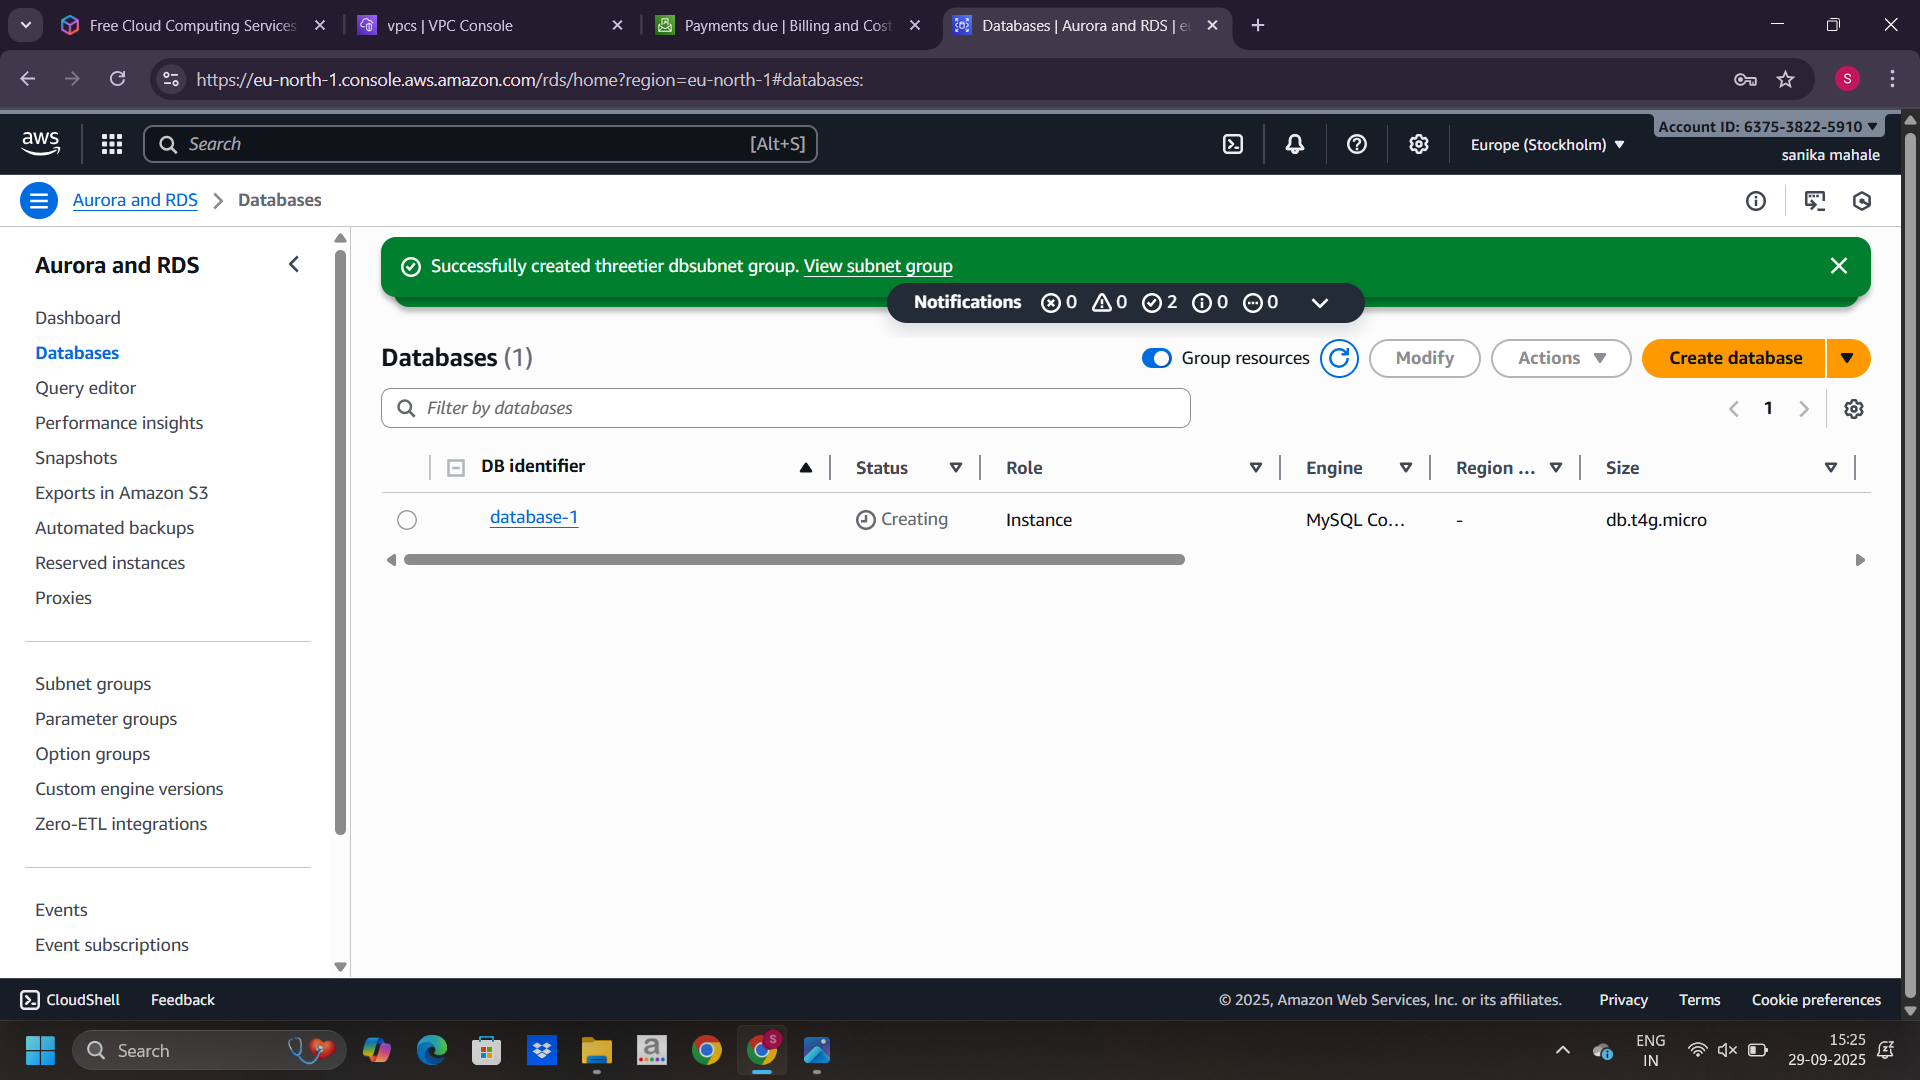 Free Cloud Computing Services
vpcs | VPC Console
Payments due | Billing and Cost
Databases | Aurora and RDS | e
https://eu-north-1.console.aws.amazon.com/rds/home?region=eu-north-1#databases:
S
aws
Search
[Alt+S]
Europe (Stockholm)
Account ID: 6375-3822-5910
sanika mahale
Aurora and RDS
Databases
Aurora and RDS
Dashboard
Databases
Query editor
Performance insights
Snapshots
Exports in Amazon S3
Automated backups
Reserved instances
Proxies
Subnet groups
Parameter groups
Option groups
Custom engine versions
Zero-ETL integrations
Events
Event subscriptions
Successfully created threetier dbsubnet group. View subnet group
Notifications 0 0 2 0 0
Databases (1)
Group resources
Modify
Actions
Create database
Filter by databases
1
DB identifier Status Role Engine Region ... Size
database-1 Creating Instance MySQL Co... - db.t4g.micro
CloudShell Feedback
© 2025, Amazon Web Services, Inc. or its affiliates. Privacy Terms Cookie preferences
Search
a
S
ENG
IN
15:25
29-09-2025